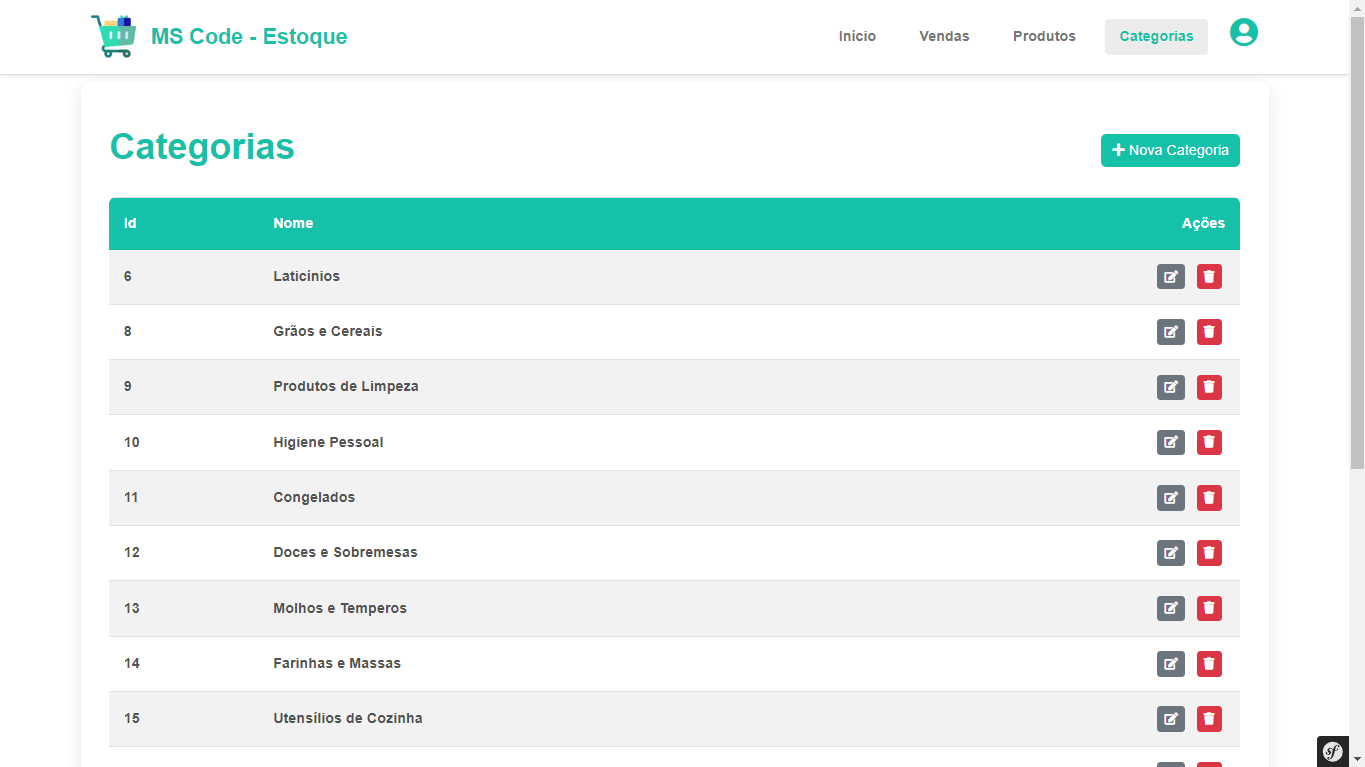 MS Code - Estoque
Início Vendas Produtos Categorias
Categorias
Nova Categoria
Id Nome Ações
6 Laticínios
8 Grãos e Cereais
9 Produtos de Limpeza
10 Higiene Pessoal
11 Congelados
12 Doces e Sobremesas
13 Molhos e Temperos
14 Farinhas e Massas
15 Utensílios de Cozinha
sf